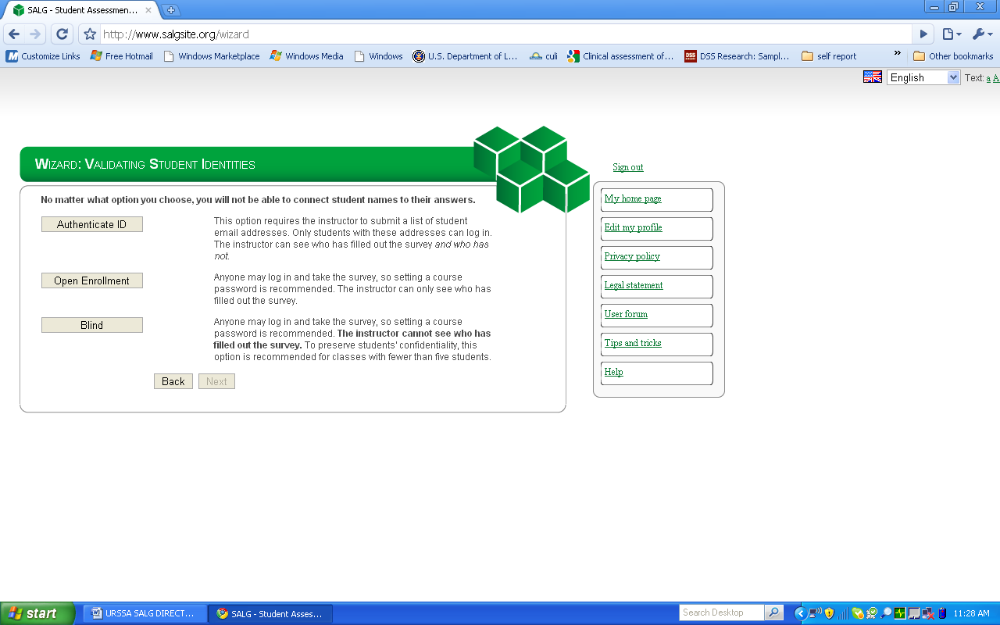 SALG - Student Assessmen...
http://www.salgsite.org/wizard
Customize Links
Free Hotmail
Windows Marketplace
Windows Media
Windows
U.S. Department of L...
culi
Clinical assessment of...
DSS Research: Sampl...
self report
»
Other bookmarks
English
Text: a A
WIZARD: VALIDATING STUDENT IDENTITIES
Sign out
No matter what option you choose, you will not be able to connect student names to their answers.
Authenticate ID
This option requires the instructor to submit a list of student
email addresses. Only students with these addresses can log in.
The instructor can see who has filled out the survey and who has
not.
Open Enrollment
Anyone may log in and take the survey, so setting a course
password is recommended. The instructor can only see who has
filled out the survey.
Blind
Anyone may log in and take the survey, so setting a course
password is recommended. The instructor cannot see who has
filled out the survey. To preserve students' confidentiality, this
option is recommended for classes with fewer than five students.
Back
Next
My home page
Edit my profile
Privacy policy
Legal statement
User forum
Tips and tricks
Help
start
URSSA SALG DIRECT...
SALG - Student Asses...
Search Desktop
11:28 AM